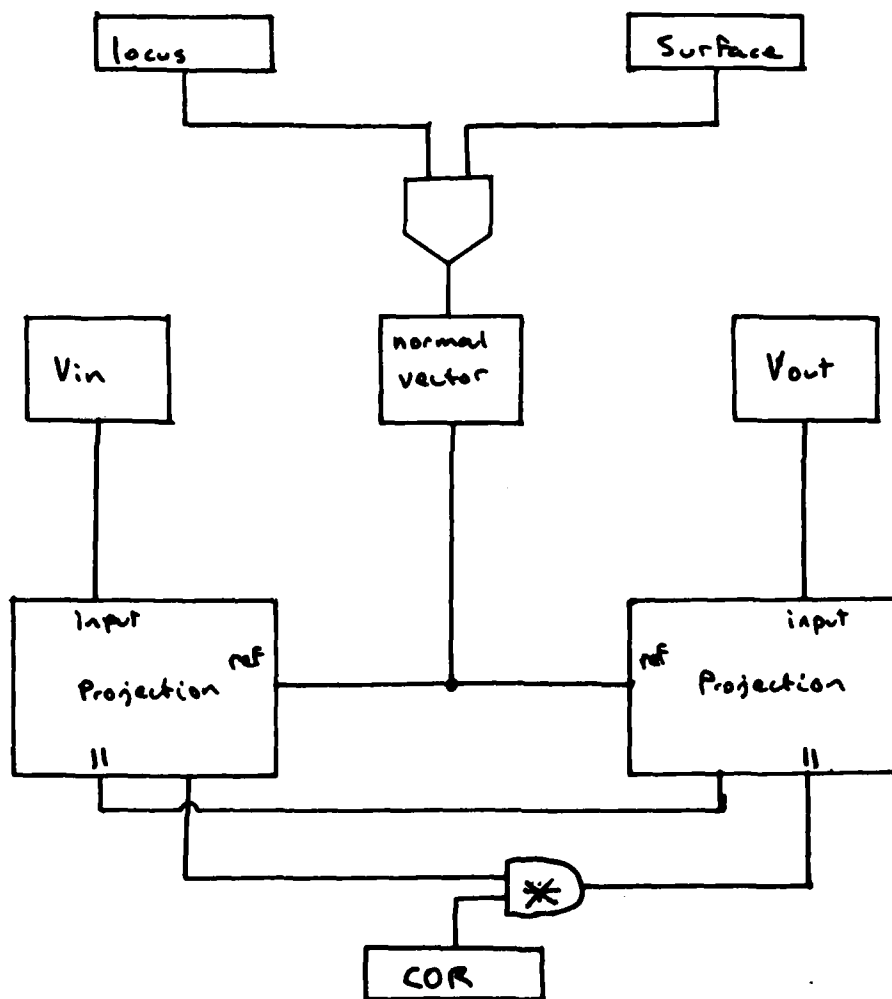 locus
Surface
Vin
normal
vector
Vout
Input
ref
Projection
||
input
ref
Projection
||
*
COR